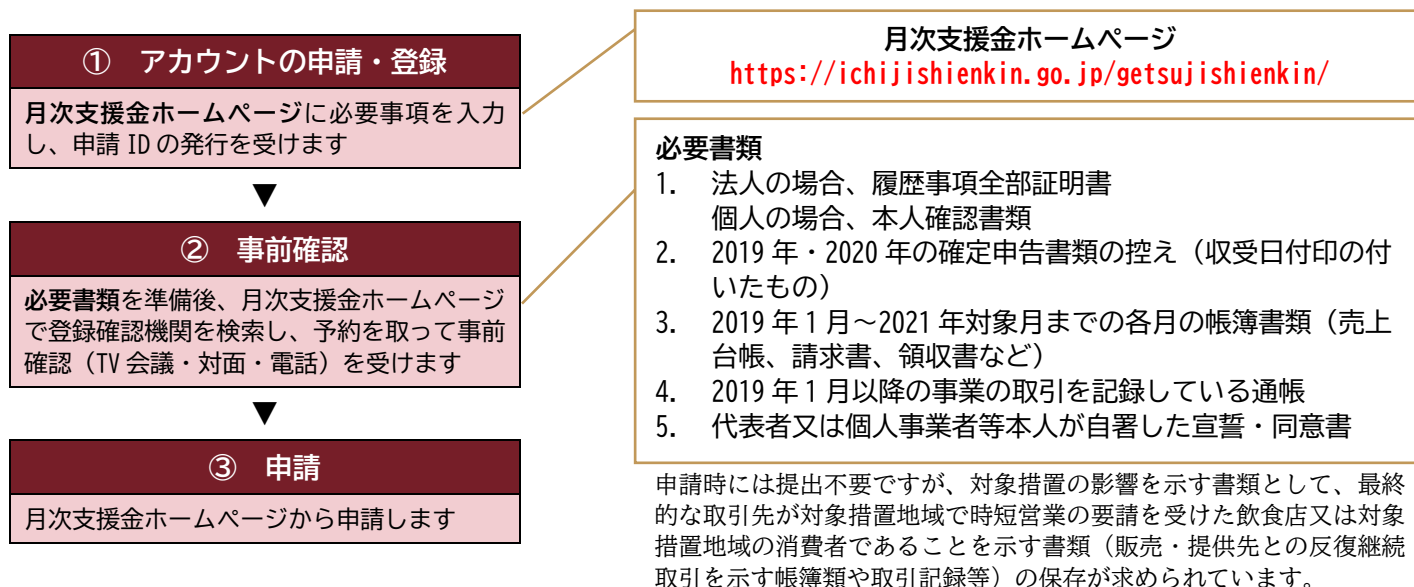 ① アカウントの申請・登録
月次支援金ホームページに必要事項を入力
し、申請 ID の発行を受けます
▼
② 事前確認
必要書類を準備後、月次支援金ホームページ
で登録確認機関を検索し、予約を取って事前
確認（TV 会議・対面・電話）を受けます
▼
③ 申請
月次支援金ホームページから申請します
月次支援金ホームページ
https://ichijishienkin.go.jp/getsujishienkin/
必要書類
1. 法人の場合、履歴事項全部証明書
個人の場合、本人確認書類
2. 2019 年・2020 年の確定申告書類の控え（収受日付印の付
いたもの）
3. 2019 年 1 月～2021 年対象月までの各月の帳簿書類（売上
台帳、請求書、領収書など）
4. 2019 年 1 月以降の事業の取引を記録している通帳
5. 代表者又は個人事業者等本人が自署した宣誓・同意書
申請時には提出不要ですが、対象措置の影響を示す書類として、最終
的な取引先が対象措置地域で時短営業の要請を受けた飲食店又は対象
措置地域の消費者であることを示す書類（販売・提供先との反復継続
取引を示す帳簿類や取引記録等）の保存が求められています。